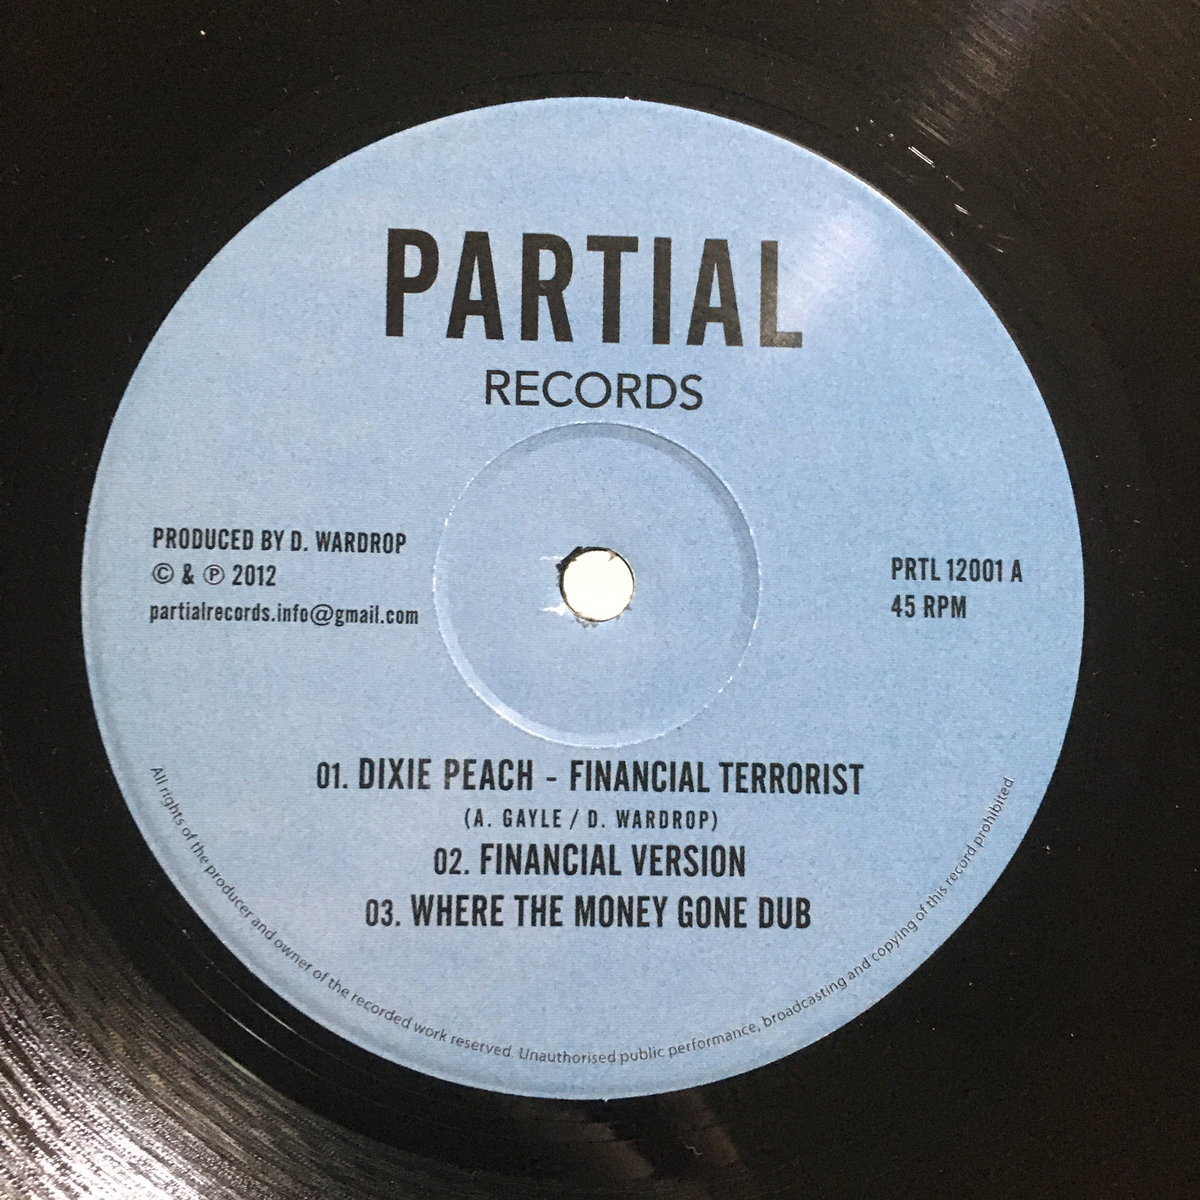 PARTIAL
RECORDS
PRODUCED BY D. WARDROP
© & ℗ 2012
partialrecords.info@gmail.com
PRTL 12001 A
45 RPM
01. DIXIE PEACH - FINANCIAL TERRORIST
(A. GAYLE / D. WARDROP)
02. FINANCIAL VERSION
03. WHERE THE MONEY GONE DUB
All rights of the producer and owner of the recorded work reserved. Unauthorised public performance, broadcasting and copying of this record prohibited.